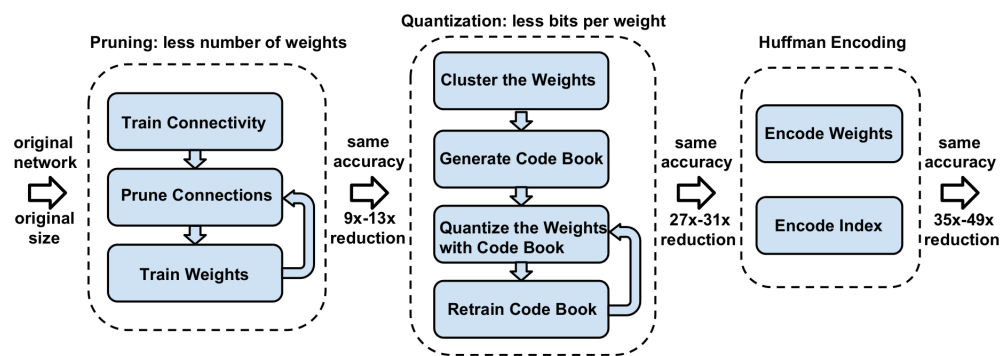 original
network
original
size
Pruning: less number of weights
Train Connectivity
Prune Connections
Train Weights
same
accuracy
9x-13x
reduction
Quantization: less bits per weight
Cluster the Weights
Generate Code Book
Quantize the Weights
with Code Book
Retrain Code Book
same
accuracy
27x-31x
reduction
Huffman Encoding
Encode Weights
Encode Index
same
accuracy
35x-49x
reduction